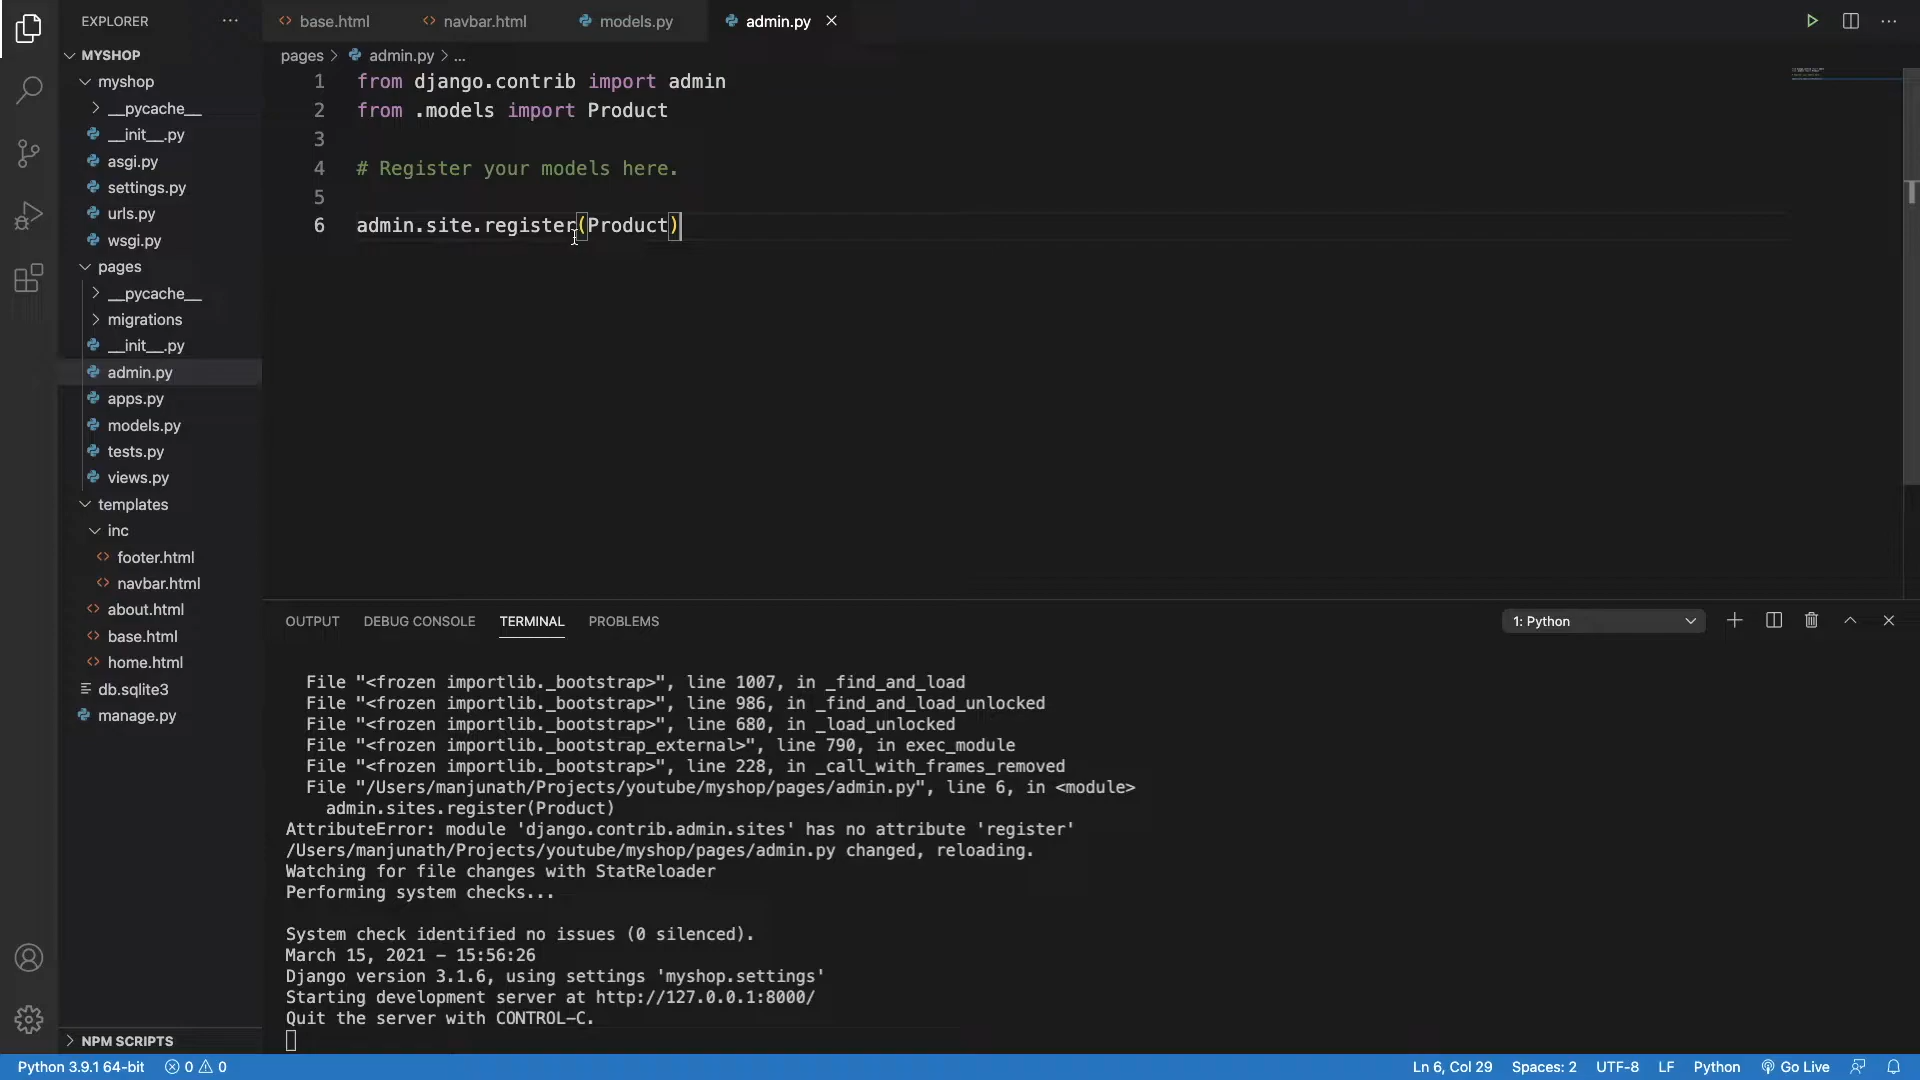 EXPLORER
MYSHOP
myshop
__pycache__
__init__.py
asgi.py
settings.py
urls.py
wsgi.py
pages
__pycache__
migrations
__init__.py
admin.py
apps.py
models.py
tests.py
views.py
templates
inc
footer.html
navbar.html
about.html
base.html
home.html
db.sqlite3
manage.py
NPM SCRIPTS
base.html navbar.html models.py admin.py
pages > admin.py > ...
1 from django.contrib import admin
2 from .models import Product
3
4 # Register your models here.
5
6 admin.site.register(Product)
OUTPUT DEBUG CONSOLE TERMINAL PROBLEMS 1: Python
File "<frozen importlib._bootstrap>", line 1007, in _find_and_load
File "<frozen importlib._bootstrap>", line 986, in _find_and_load_unlocked
File "<frozen importlib._bootstrap>", line 680, in _load_unlocked
File "<frozen importlib._bootstrap_external>", line 790, in exec_module
File "<frozen importlib._bootstrap>", line 228, in _call_with_frames_removed
File "/Users/manjunath/Projects/youtube/myshop/pages/admin.py", line 6, in <module>
admin.sites.register(Product)
AttributeError: module 'django.contrib.admin.sites' has no attribute 'register'
/Users/manjunath/Projects/youtube/myshop/pages/admin.py changed, reloading.
Watching for file changes with StatReloader
Performing system checks...
System check identified no issues (0 silenced).
March 15, 2021 – 15:56:26
Django version 3.1.6, using settings 'myshop.settings'
Starting development server at http://127.0.0.1:8000/
Quit the server with CONTROL-C.
Python 3.9.1 64-bit 0 0 Ln 6, Col 29 Spaces: 2 UTF-8 LF Python Go Live